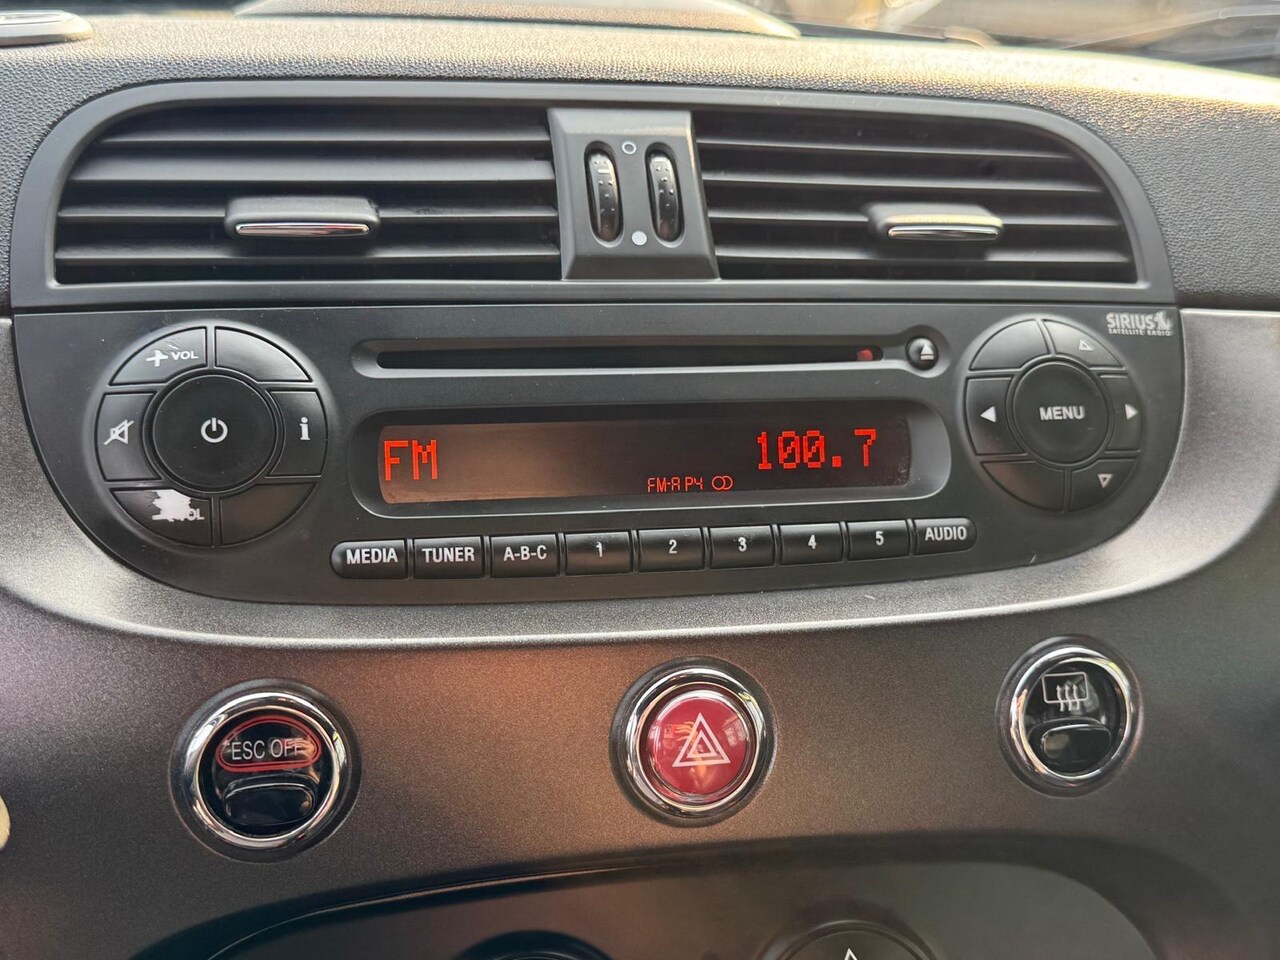 SIRIUS
SATELLITE RADIO
+ VOL
i
MENU
FM
100.7
FM-A P4
VOL
MEDIA TUNER A-B-C 1 2 3 4 5 AUDIO
ESC OFF